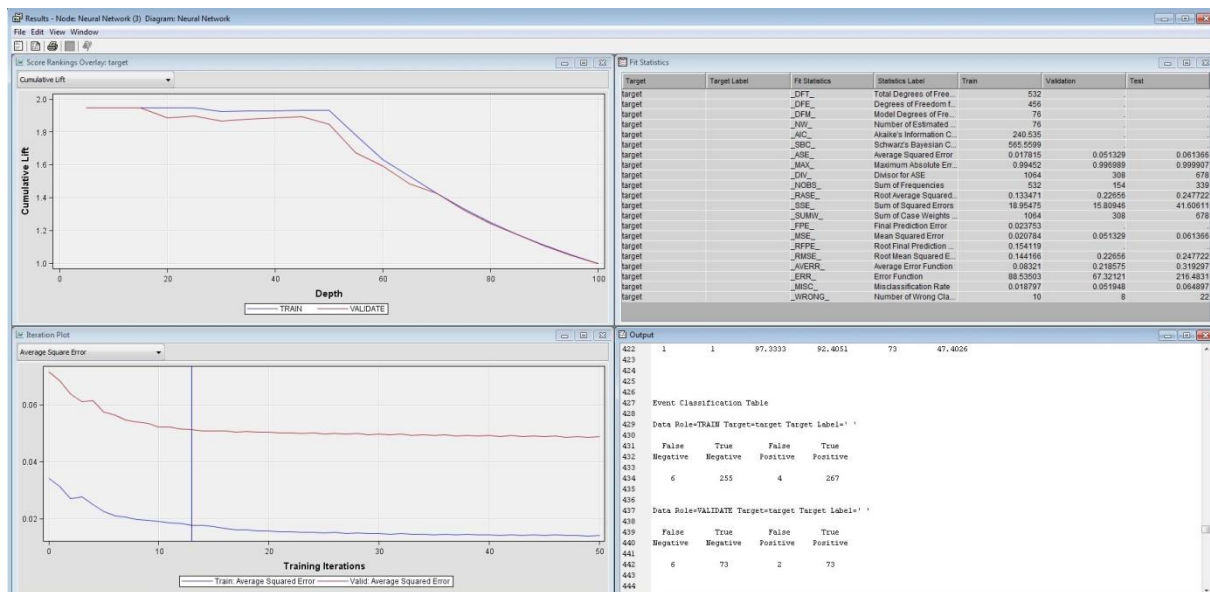 Results - Node: Neural Network (3) Diagram: Neural Network
File Edit View Window
Score Rankings Overlay: target
Cumulative Lift
2.0
1.8
1.6
1.4
1.2
1.0
Cumulative Lift
0 20 40 60 80 100
Depth
TRAIN VALIDATE
Fit Statistics
Target Target Label Fit Statistics Statistics Label Train Validation Test
target _DFT_ Total Degrees of Free... 532 . .
target _DFE_ Degrees of Freedom f... 456 . .
target _DFM_ Model Degrees of Fre... 76 . .
target _NW_ Number of Estimated ... 76 . .
target _AIC_ Akaike's Information C... 240.535 . .
target _SBC_ Schwarz's Bayesian C... 565.5599 . .
target _ASE_ Average Squared Error 0.017815 0.051329 0.061366
target _MAX_ Maximum Absolute Err... 0.99452 0.996989 0.999907
target _DIV_ Divisor for ASE 1064 308 678
target _NOBS_ Sum of Frequencies 532 154 339
target _RASE_ Root Average Squared... 0.133471 0.22656 0.247722
target _SSE_ Sum of Squared Errors 18.95475 15.80946 41.60611
target _SUMW_ Sum of Case Weights ... 1064 308 678
target _FPE_ Final Prediction Error 0.023753 . .
target _MSE_ Mean Squared Error 0.020784 0.051329 0.061366
target _RFPE_ Root Final Prediction ... 0.154119 . .
target _RMSE_ Root Mean Squared E... 0.144166 0.22656 0.247722
target _AVERR_ Average Error Function 0.08321 0.218575 0.319297
target _ERR_ Error Function 88.53503 67.32121 216.4831
target _MISC_ Misclassification Rate 0.018797 0.051948 0.064897
target _WRONG_ Number of Wrong Cla... 10 8 22
Iteration Plot
Average Square Error
0.06
0.04
0.02
0 10 20 30 40 50
Training Iterations
Train: Average Squared Error Valid: Average Squared Error
Output
422 1 1 97.3333 92.4051 73 47.4026
423
424
425
426
427 Event Classification Table
428
429 Data Role=TRAIN Target=target Target Label=' '
430
431 False True False True
432 Negative Negative Positive Positive
433
434 6 255 4 267
435
436
437 Data Role=VALIDATE Target=target Target Label=' '
438
439 False True False True
440 Negative Negative Positive Positive
441
442 6 73 2 73
443
444